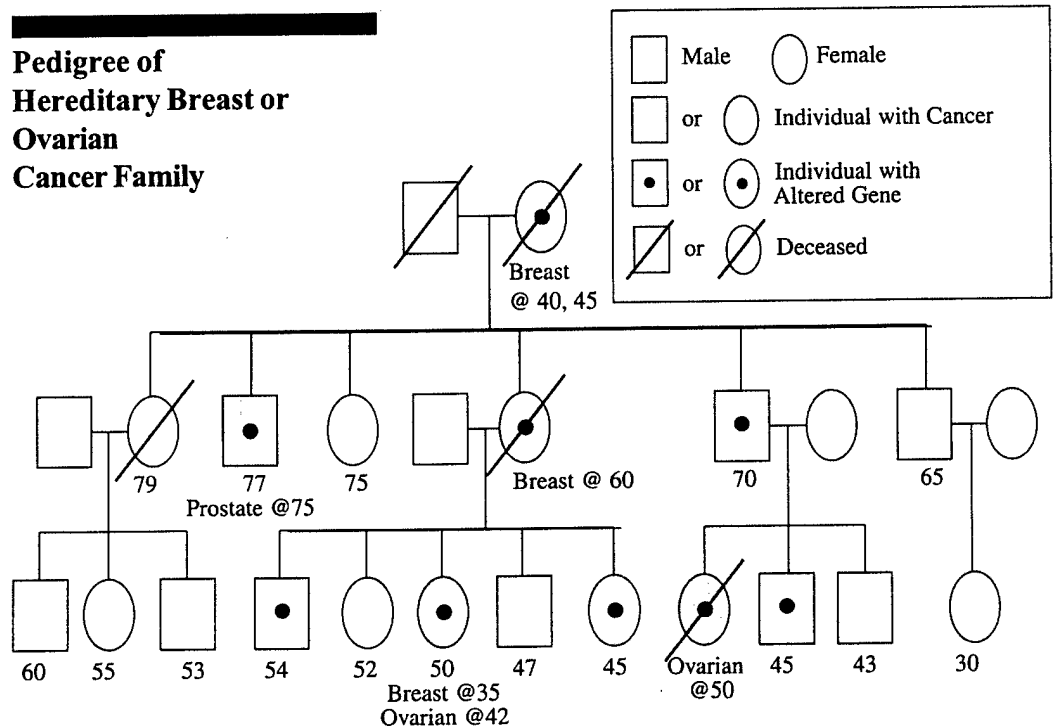 Pedigree of
Hereditary Breast or
Ovarian
Cancer Family
Male Female
or Individual with Cancer
or Individual with
Altered Gene
or Deceased
Breast
@ 40, 45
79 77 75 Breast @ 60 70 65
Prostate @75
60 55 53 54 52 50 47 45 Ovarian 45 43 30
@50
Breast @35
Ovarian @42